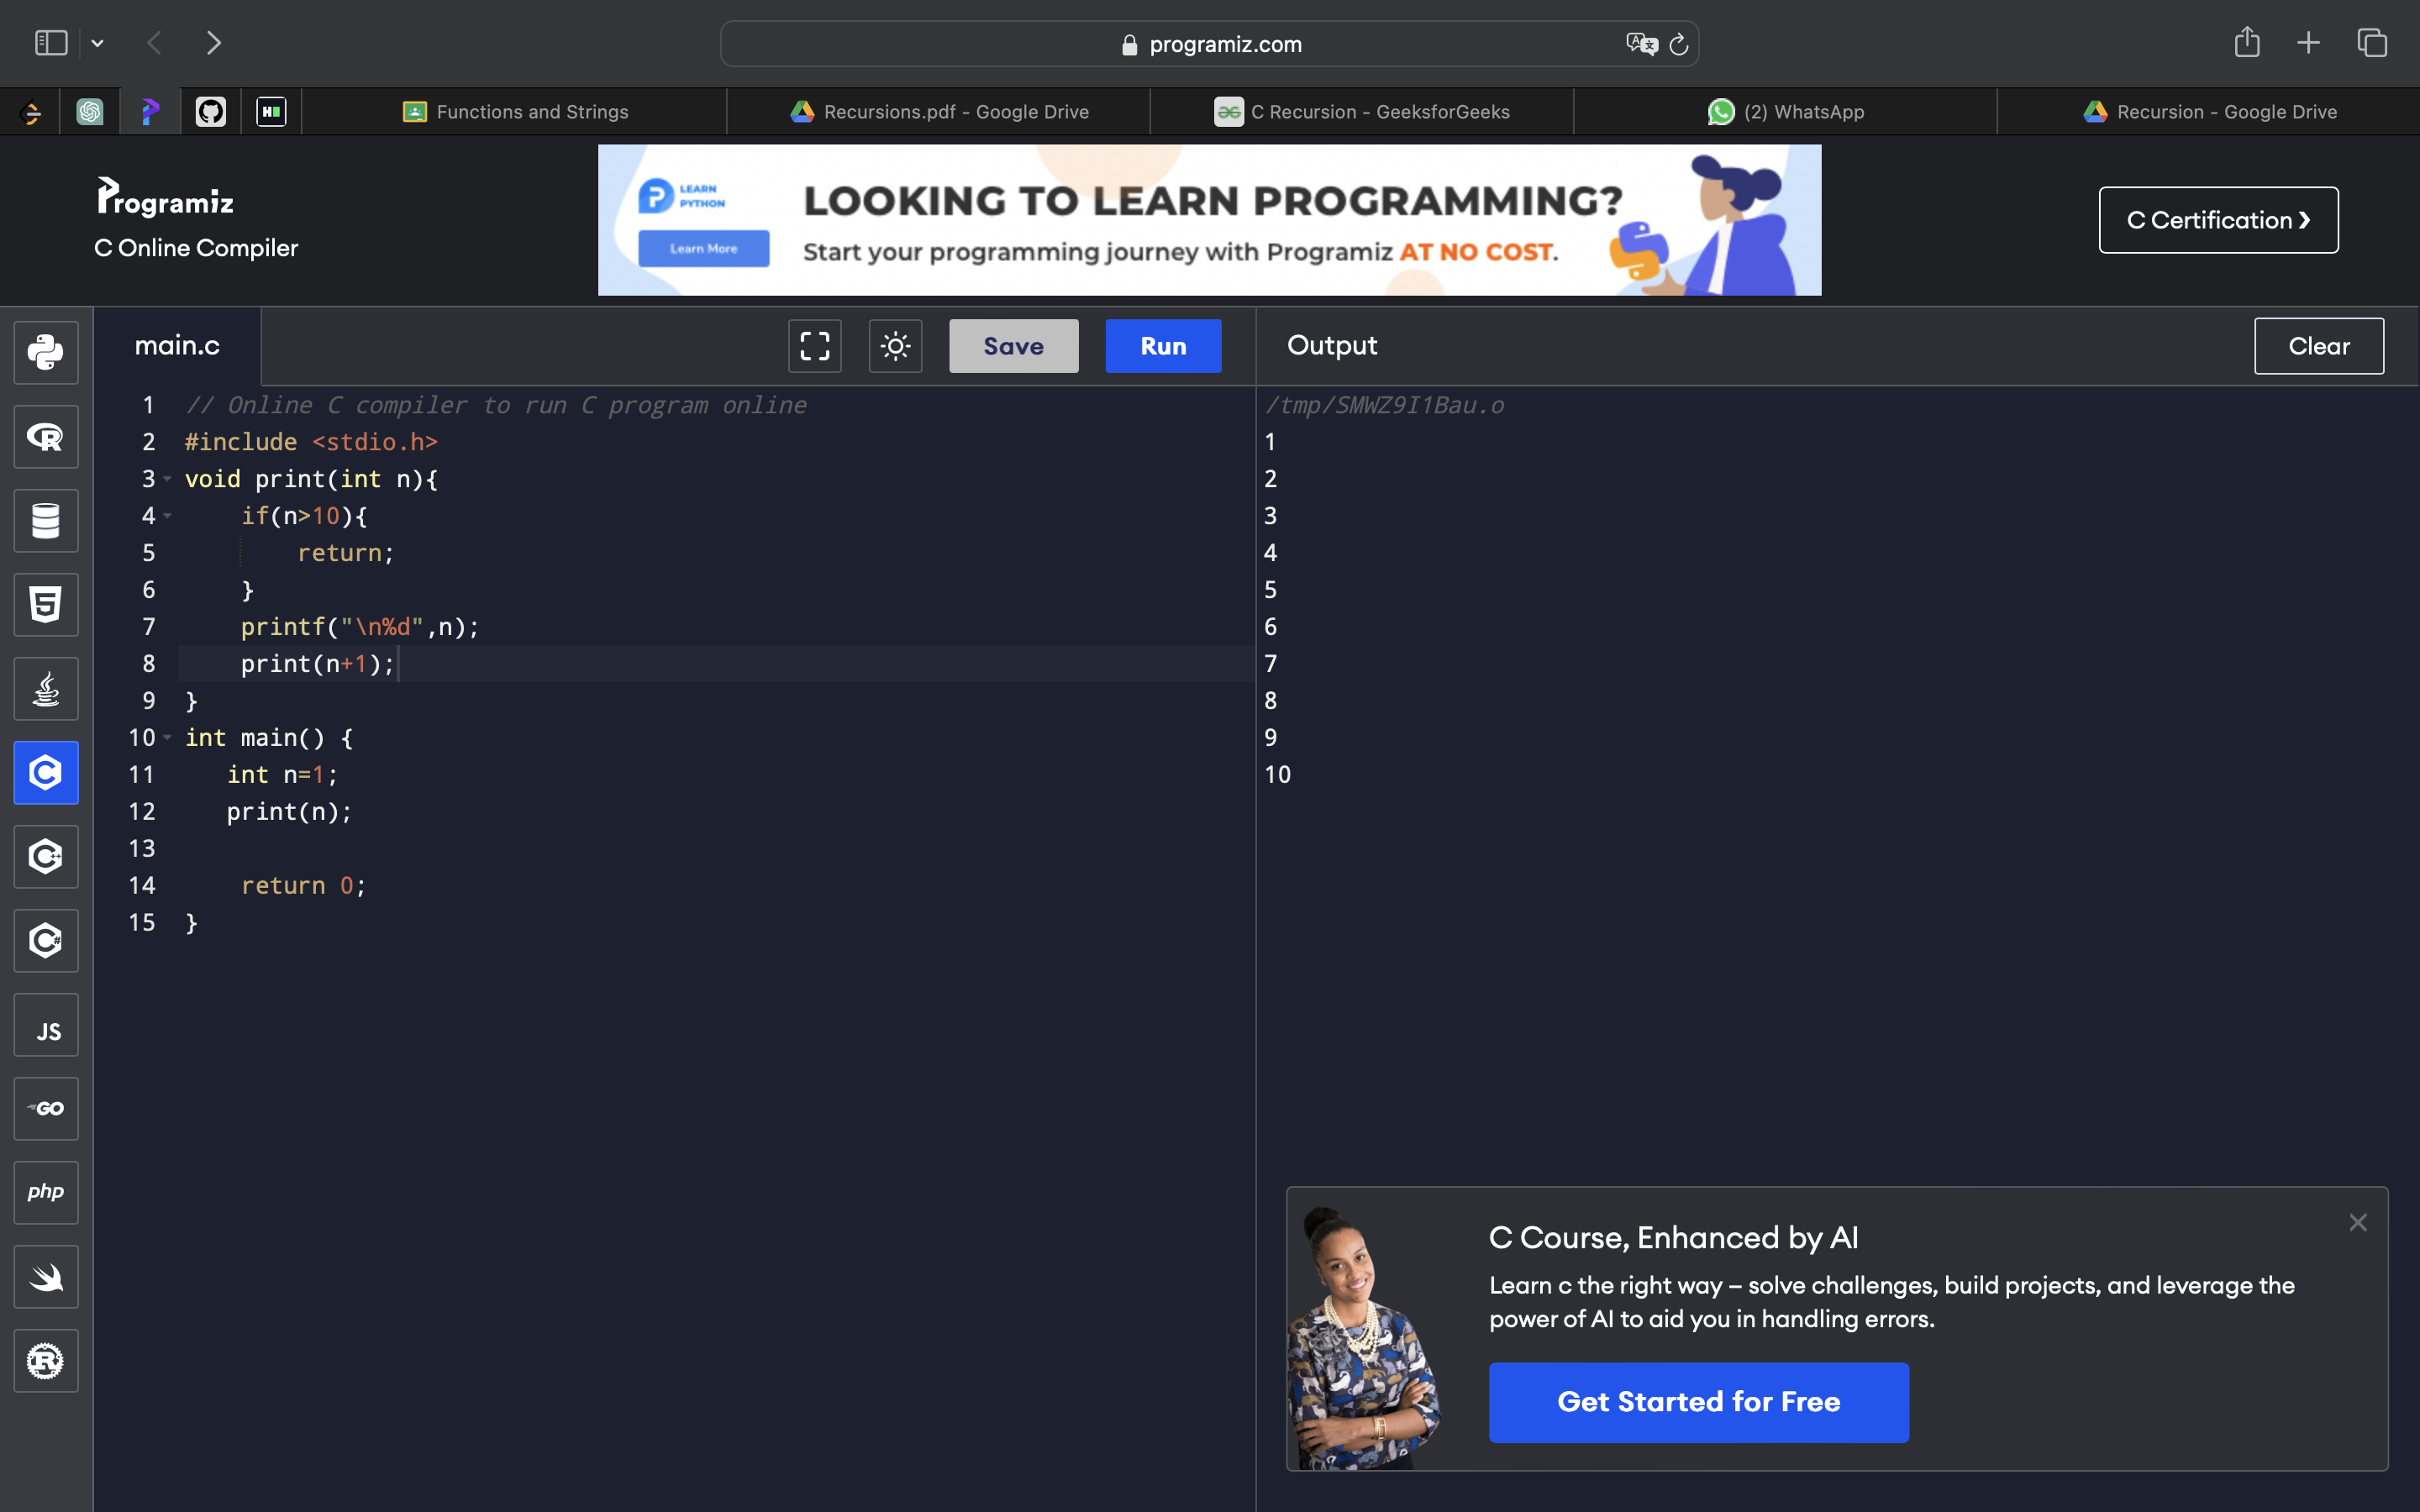 programiz.com
Functions and Strings
Recursions.pdf - Google Drive
C Recursion - GeeksforGeeks
(2) WhatsApp
Recursion - Google Drive
Programiz
C Online Compiler
LEARN
PYTHON
Learn More
LOOKING TO LEARN PROGRAMMING?
Start your programming journey with Programiz AT NO COST.
C Certification ❯
main.c
Save
Run
Output
Clear
1 // Online C compiler to run C program online
2 #include <stdio.h>
3 void print(int n){
4     if(n>10){
5         return;
6     }
7     printf("\n%d",n);
8     print(n+1);
9 }
10 int main() {
11    int n=1;
12    print(n);
13
14     return 0;
15 }
/tmp/SMWZ9I1Bau.o
1
2
3
4
5
6
7
8
9
10
JS
GO
php
C Course, Enhanced by AI
Learn c the right way – solve challenges, build projects, and leverage the
power of AI to aid you in handling errors.
Get Started for Free